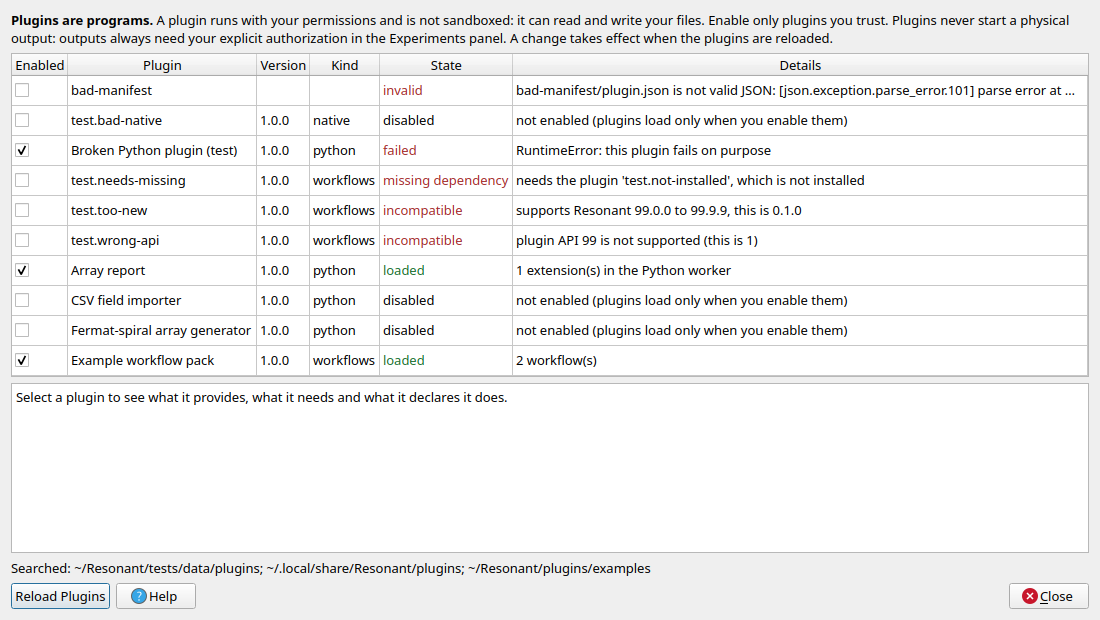 Plugins are programs. A plugin runs with your permissions and is not sandboxed: it can read and write your files. Enable only plugins you trust. Plugins never start a physical
output: outputs always need your explicit authorization in the Experiments panel. A change takes effect when the plugins are reloaded.
Enabled Plugin Version Kind State Details
bad-manifest invalid bad-manifest/plugin.json is not valid JSON: [json.exception.parse_error.101] parse error at ...
test.bad-native 1.0.0 native disabled not enabled (plugins load only when you enable them)
Broken Python plugin (test) 1.0.0 python failed RuntimeError: this plugin fails on purpose
test.needs-missing 1.0.0 workflows missing dependency needs the plugin 'test.not-installed', which is not installed
test.too-new 1.0.0 workflows incompatible supports Resonant 99.0.0 to 99.9.9, this is 0.1.0
test.wrong-api 1.0.0 workflows incompatible plugin API 99 is not supported (this is 1)
Array report 1.0.0 python loaded 1 extension(s) in the Python worker
CSV field importer 1.0.0 python disabled not enabled (plugins load only when you enable them)
Fermat-spiral array generator 1.0.0 python disabled not enabled (plugins load only when you enable them)
Example workflow pack 1.0.0 workflows loaded 2 workflow(s)
Select a plugin to see what it provides, what it needs and what it declares it does.
Searched: ~/Resonant/tests/data/plugins; ~/.local/share/Resonant/plugins; ~/Resonant/plugins/examples
Reload Plugins Help Close